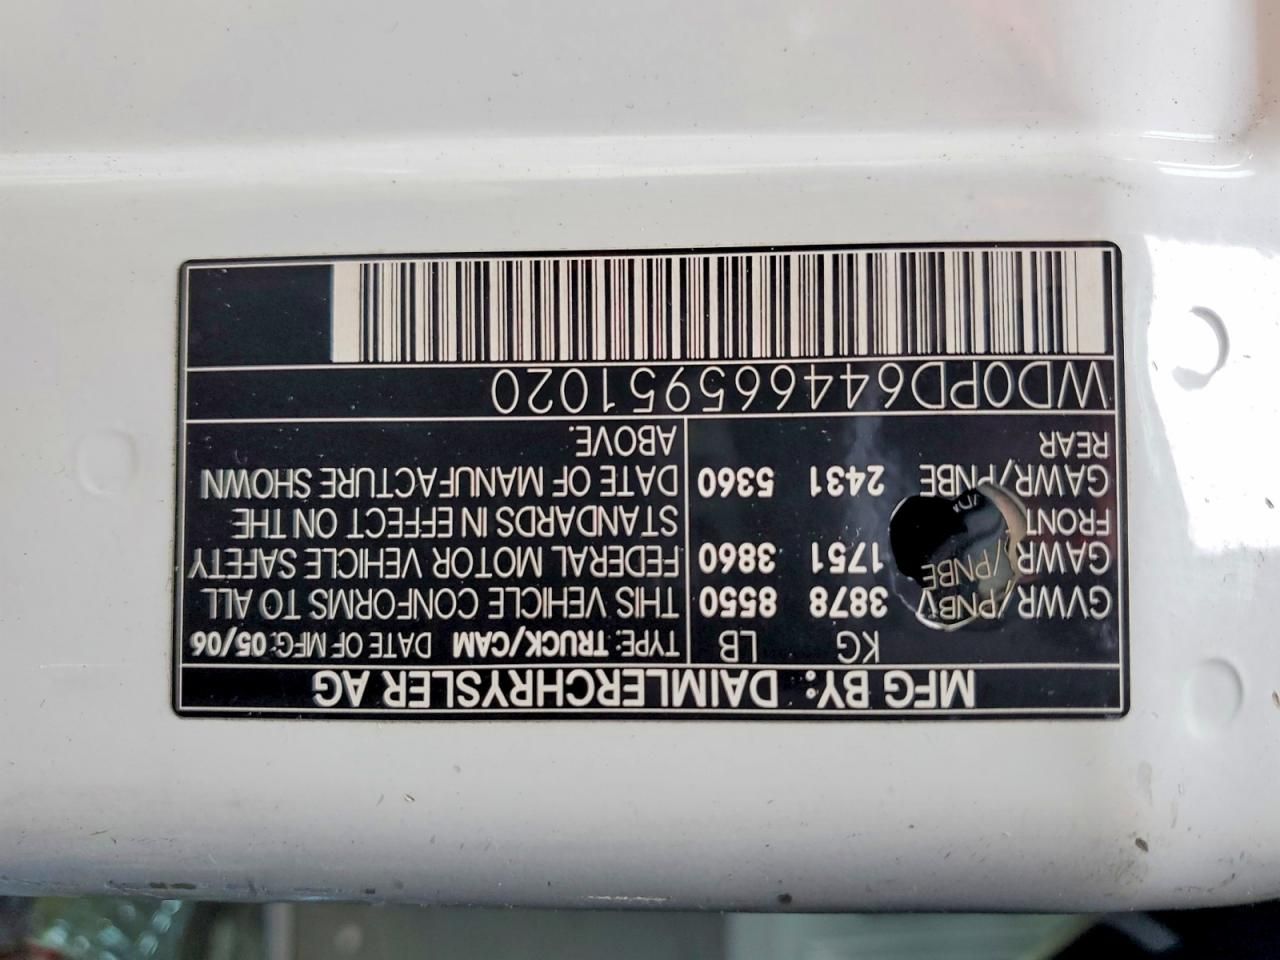 MFG BY: DAIMLERCHRYSLER AG
KG LB
GVWR/PNBV 3878 8550
GAWR/PNBE 1751 3860
FRONT
GAWR/PNBE 2431 5360
REAR
TYPE: TRUCK/CAM DATE OF MFG: 05/06
THIS VEHICLE CONFORMS TO ALL
FEDERAL MOTOR VEHICLE SAFETY
STANDARDS IN EFFECT ON THE
DATE OF MANUFACTURE SHOWN
ABOVE.
WD0PD644665951020